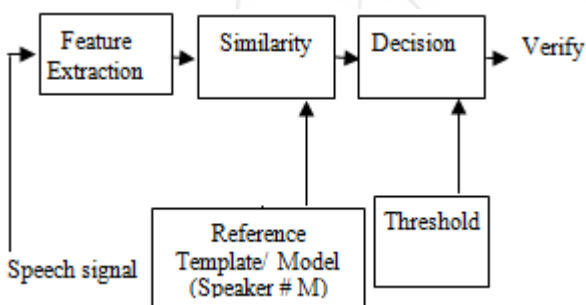 Feature
Extraction
Similarity
Decision
Verify
Speech signal
Reference
Template/ Model
(Speaker # M)
Threshold